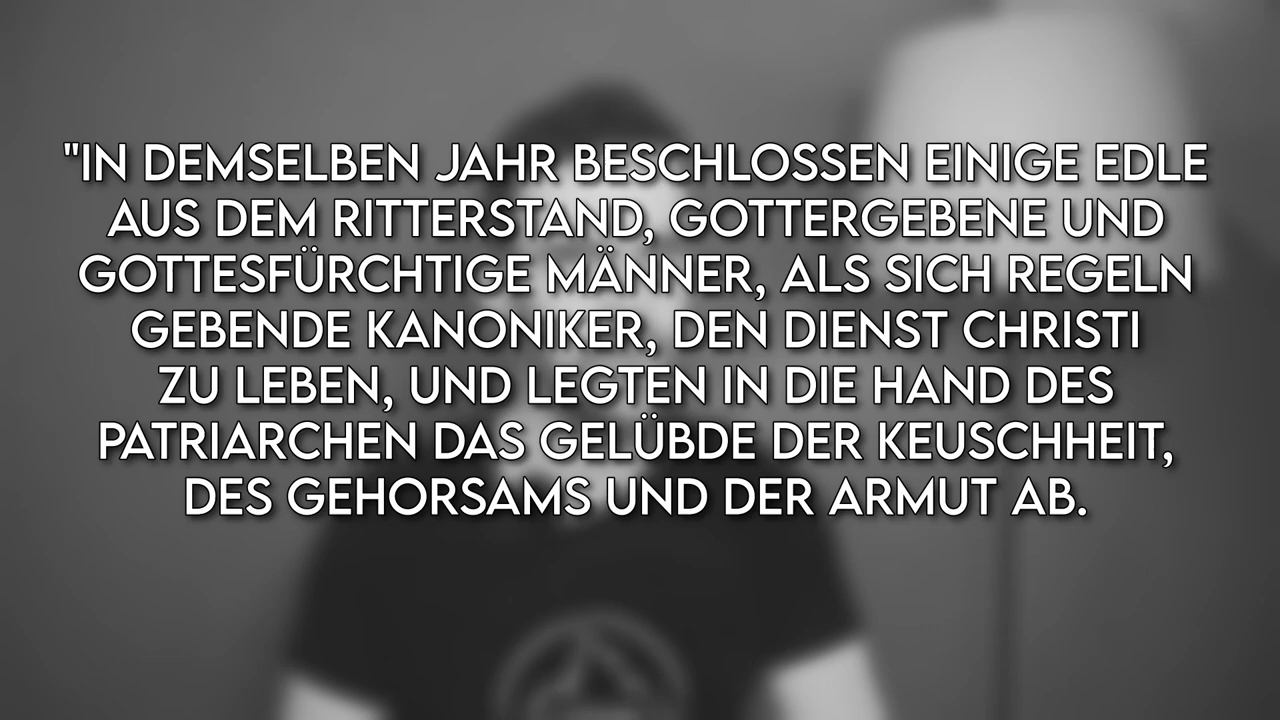 "IN DEMSELBEN JAHR BESCHLOSSEN EINIGE EDLE
AUS DEM RITTERSTAND, GOTTERGEBENE UND
GOTTESFÜRCHTIGE MÄNNER, ALS SICH REGELN
GEBENDE KANONIKER, DEN DIENST CHRISTI
ZU LEBEN, UND LEGTEN IN DIE HAND DES
PATRIARCHEN DAS GELÜBDE DER KEUSCHHEIT,
DES GEHORSAMS UND DER ARMUT AB.